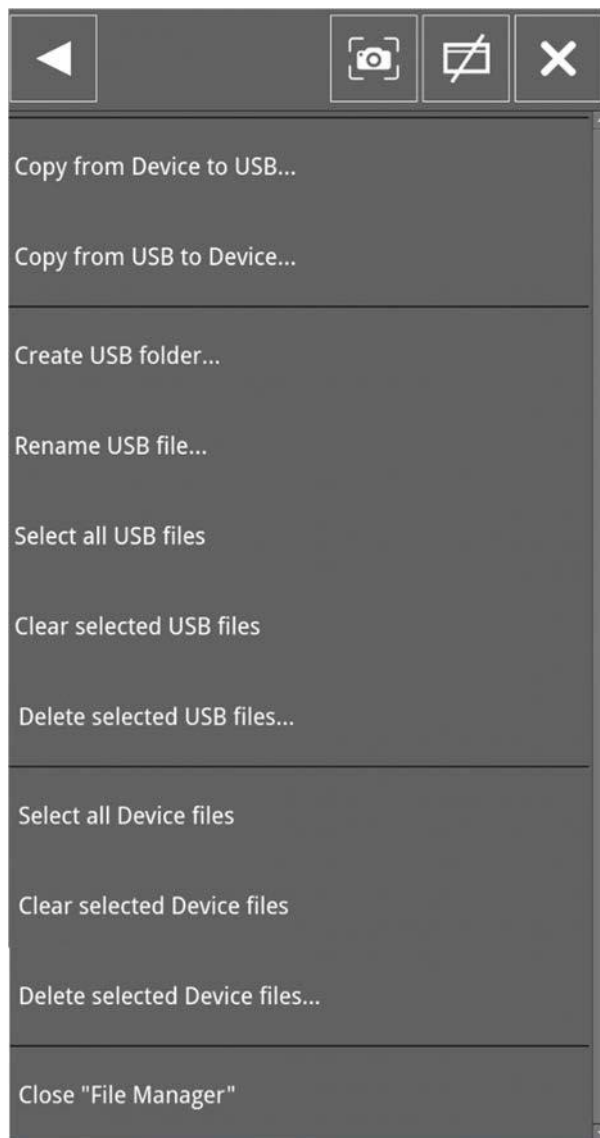 Copy from Device to USB...
Copy from USB to Device...
Create USB folder...
Rename USB file...
Select all USB files
Clear selected USB files
Delete selected USB files...
Select all Device files
Clear selected Device files
Delete selected Device files...
Close "File Manager"